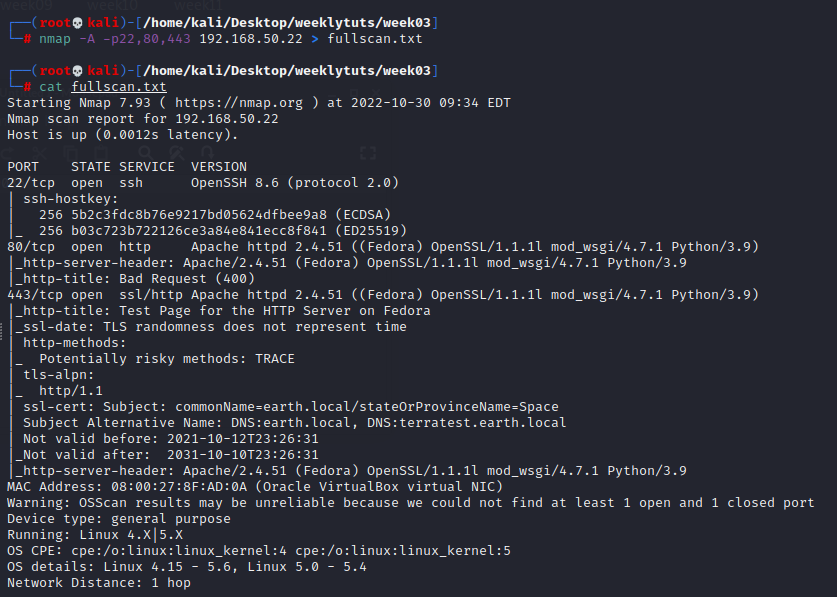 ┌──(root💀kali)-[/home/kali/Desktop/weeklytuts/week03]
└─# nmap -A -p22,80,443 192.168.50.22 > fullscan.txt
┌──(root💀kali)-[/home/kali/Desktop/weeklytuts/week03]
└─# cat fullscan.txt
Starting Nmap 7.93 ( https://nmap.org ) at 2022-10-30 09:34 EDT
Nmap scan report for 192.168.50.22
Host is up (0.0012s latency).
PORT    STATE SERVICE  VERSION
22/tcp  open  ssh      OpenSSH 8.6 (protocol 2.0)
| ssh-hostkey:
|   256 5b2c3fdc8b76e9217bd05624dfbee9a8 (ECDSA)
|_  256 b03c723b722126ce3a84e841ecc8f841 (ED25519)
80/tcp  open  http     Apache httpd 2.4.51 ((Fedora) OpenSSL/1.1.1l mod_wsgi/4.7.1 Python/3.9)
|_http-server-header: Apache/2.4.51 (Fedora) OpenSSL/1.1.1l mod_wsgi/4.7.1 Python/3.9
|_http-title: Bad Request (400)
443/tcp open  ssl/http Apache httpd 2.4.51 ((Fedora) OpenSSL/1.1.1l mod_wsgi/4.7.1 Python/3.9)
|_http-title: Test Page for the HTTP Server on Fedora
|_ssl-date: TLS randomness does not represent time
| http-methods:
|_  Potentially risky methods: TRACE
| tls-alpn:
|_  http/1.1
| ssl-cert: Subject: commonName=earth.local/stateOrProvinceName=Space
| Subject Alternative Name: DNS:earth.local, DNS:terratest.earth.local
| Not valid before: 2021-10-12T23:26:31
|_Not valid after:  2031-10-10T23:26:31
|_http-server-header: Apache/2.4.51 (Fedora) OpenSSL/1.1.1l mod_wsgi/4.7.1 Python/3.9
MAC Address: 08:00:27:8F:AD:0A (Oracle VirtualBox virtual NIC)
Warning: OSScan results may be unreliable because we could not find at least 1 open and 1 closed port
Device type: general purpose
Running: Linux 4.X|5.X
OS CPE: cpe:/o:linux:linux_kernel:4 cpe:/o:linux:linux_kernel:5
OS details: Linux 4.15 - 5.6, Linux 5.0 - 5.4
Network Distance: 1 hop